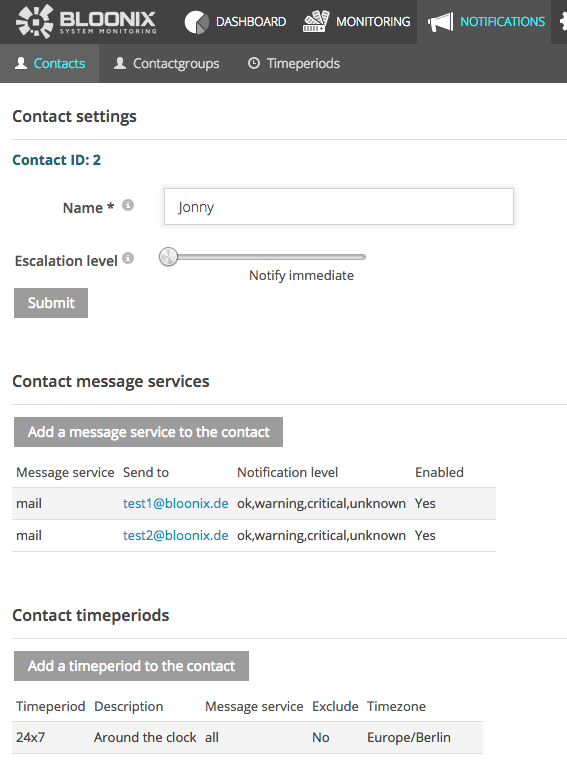 BLOONIX
SYSTEM MONITORING
DASHBOARD MONITORING NOTIFICATIONS
Contacts Contactgroups Timeperiods
Contact settings
Contact ID: 2
Name * Jonny
Escalation level
Notify immediate
Submit
Contact message services
Add a message service to the contact
Message service Send to Notification level Enabled
mail test1@bloonix.de ok,warning,critical,unknown Yes
mail test2@bloonix.de ok,warning,critical,unknown Yes
Contact timeperiods
Add a timeperiod to the contact
Timeperiod Description Message service Exclude Timezone
24x7 Around the clock all No Europe/Berlin